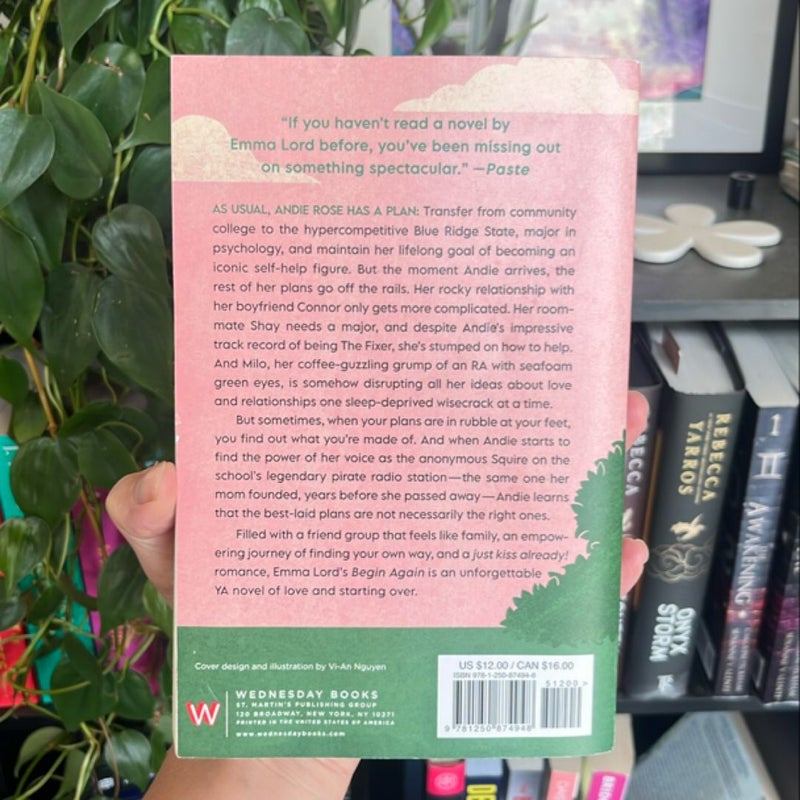 “If you haven’t read a novel by
Emma Lord before, you’ve been missing out
on something spectacular.” —Paste
AS USUAL, ANDIE ROSE HAS A PLAN: Transfer from community
college to the hypercompetitive Blue Ridge State, major in
psychology, and maintain her lifelong goal of becoming an
iconic self-help figure. But the moment Andie arrives, the
rest of her plans go off the rails. Her rocky relationship with
her boyfriend Connor only gets more complicated. Her room-
mate Shay needs a major, and despite Andie’s impressive
track record of being The Fixer, she’s stumped on how to help.
And Milo, her coffee-guzzling grump of an RA with seafoam
green eyes, is somehow disrupting all her ideas about love
and relationships one sleep-deprived wisecrack at a time.
But sometimes, when your plans are in rubble at your feet,
you find out what you’re made of. And when Andie starts to
find the power of her voice as the anonymous Squire on the
school’s legendary pirate radio station—the same one her
mom founded, years before she passed away—Andie learns
that the best-laid plans are not necessarily the right ones.
Filled with a friend group that feels like family, an empow-
ering journey of finding your own way, and a just kiss already!
romance, Emma Lord’s Begin Again is an unforgettable
YA novel of love and starting over.
Cover design and illustration by Vi-An Nguyen
W
WEDNESDAY BOOKS
ST. MARTIN’S PUBLISHING GROUP
120 BROADWAY, NEW YORK, NY 10271
PRINTED IN THE UNITED STATES OF AMERICA
www.wednesdaybooks.com
US $12.00 / CAN $16.00
ISBN 978-1-250-87494-8
51200 >
9 781250 874948
REBECCA
YARROS
ONYX
STORM
1
II
AWAKENING